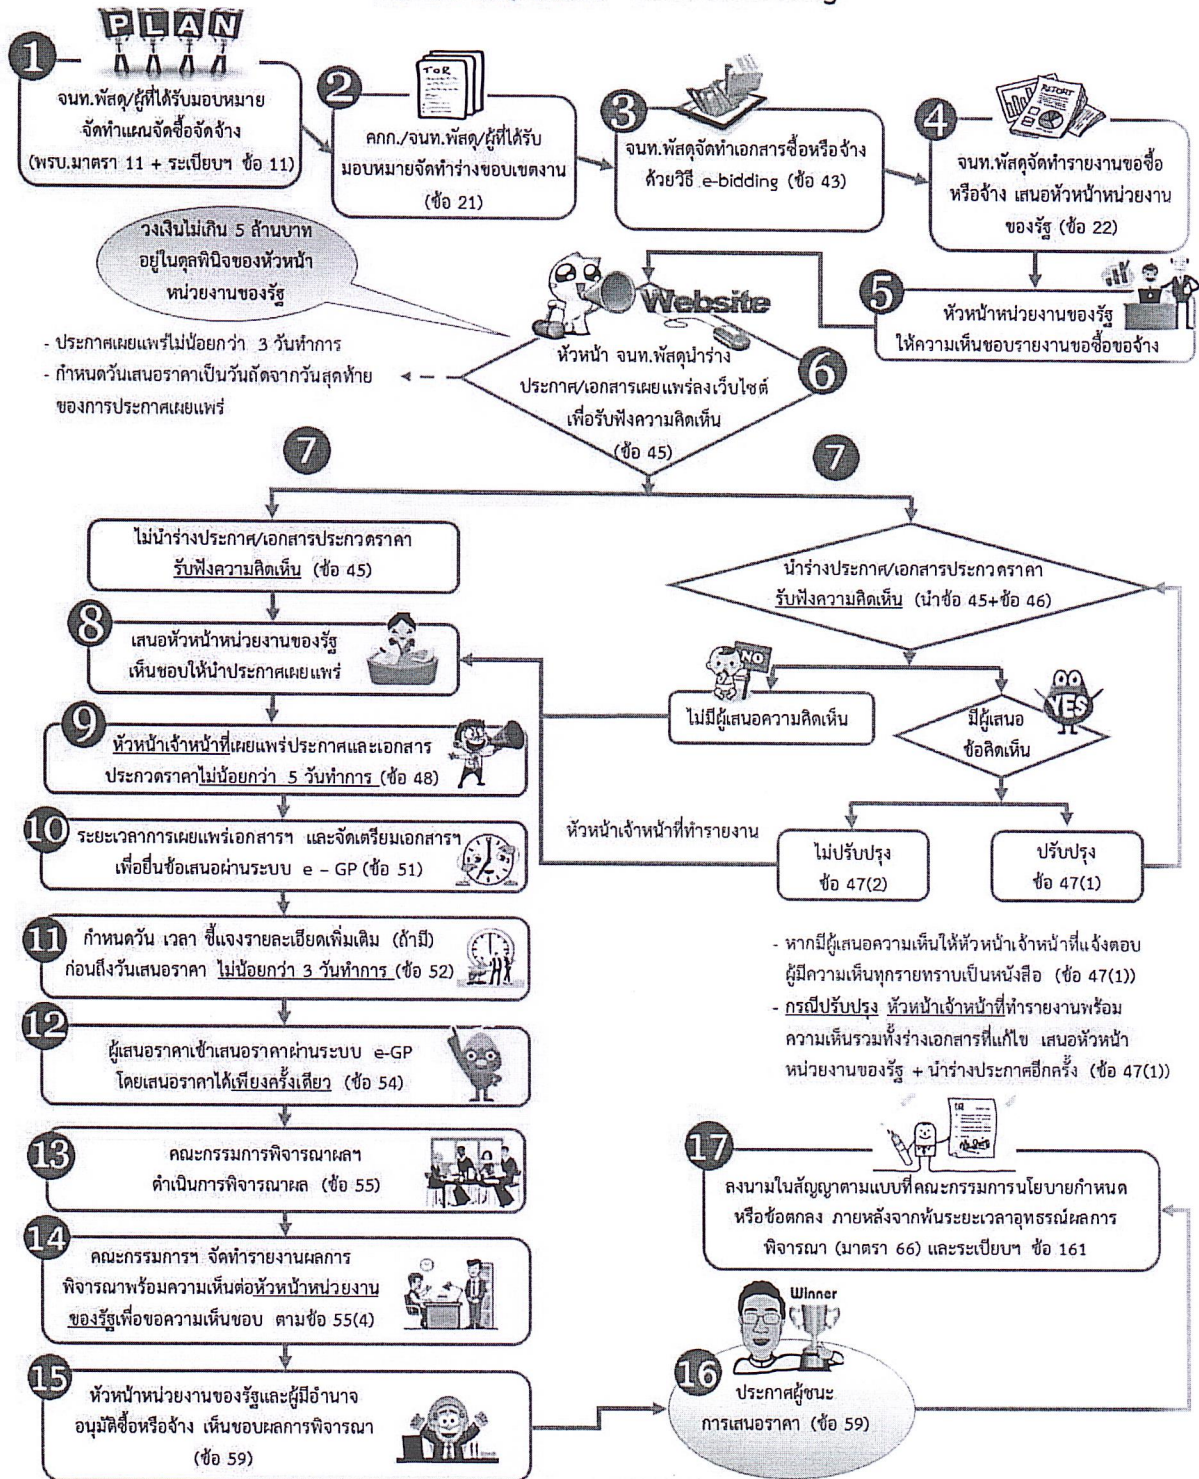 PLAN
1
จนท.พัสดุ/ผู้ที่ได้รับมอบหมาย
จัดทำแผนจัดซื้อจัดจ้าง
(พรบ.มาตรา 11 + ระเบียบฯ ข้อ 11)
2
TOR
คกก./จนท.พัสดุ/ผู้ที่ได้รับ
มอบหมายจัดทำร่างขอบเขตงาน
(ข้อ 21)
3
จนท.พัสดุจัดทำเอกสารซื้อหรือจ้าง
ด้วยวิธี e-bidding (ข้อ 43)
4
จนท.พัสดุจัดทำรายงานขอซื้อ
หรือจ้าง เสนอหัวหน้าหน่วยงาน
ของรัฐ (ข้อ 22)
5
หัวหน้าหน่วยงานของรัฐ
ให้ความเห็นชอบรายงานขอซื้อขอจ้าง
วงเงินไม่เกิน 5 ล้านบาท
อยู่ในดุลพินิจของหัวหน้า
หน่วยงานของรัฐ
- ประกาศเผยแพร่ไม่น้อยกว่า 3 วันทำการ
- กำหนดวันเสนอราคาเป็นวันถัดจากวันสุดท้าย
ของการประกาศเผยแพร่
Website
6
หัวหน้า จนท.พัสดุนำร่าง
ประกาศ/เอกสารเผยแพร่ลงเว็บไซต์
เพื่อรับฟังความคิดเห็น
(ข้อ 45)
7
7
ไม่นำร่างประกาศ/เอกสารประกวดราคา
รับฟังความคิดเห็น (ข้อ 45)
นำร่างประกาศ/เอกสารประกวดราคา
รับฟังความคิดเห็น (นำข้อ 45+ข้อ 46)
8
เสนอหัวหน้าหน่วยงานของรัฐ
เห็นชอบให้นำประกาศเผยแพร่
NO
ไม่มีผู้เสนอความคิดเห็น
YES
มีผู้เสนอ
ข้อคิดเห็น
9
หัวหน้าเจ้าหน้าที่เผยแพร่ประกาศและเอกสาร
ประกวดราคาไม่น้อยกว่า 5 วันทำการ (ข้อ 48)
หัวหน้าเจ้าหน้าที่ทำรายงาน
ไม่ปรับปรุง
ข้อ 47(2)
ปรับปรุง
ข้อ 47(1)
10
ระยะเวลาการเผยแพร่เอกสารฯ และจัดเตรียมเอกสารฯ
เพื่อยื่นข้อเสนอผ่านระบบ e – GP (ข้อ 51)
11
กำหนดวัน เวลา ชี้แจงรายละเอียดเพิ่มเติม (ถ้ามี)
ก่อนถึงวันเสนอราคา ไม่น้อยกว่า 3 วันทำการ (ข้อ 52)
- หากมีผู้เสนอความเห็นให้หัวหน้าเจ้าหน้าที่แจ้งตอบ
ผู้มีความเห็นทุกรายทราบเป็นหนังสือ (ข้อ 47(1))
- กรณีปรับปรุง หัวหน้าเจ้าหน้าที่ทำรายงานพร้อม
ความเห็นรวมทั้งร่างเอกสารที่แก้ไข เสนอหัวหน้า
หน่วยงานของรัฐ + นำร่างประกาศอีกครั้ง (ข้อ 47(1))
12
ผู้เสนอราคาเข้าเสนอราคาผ่านระบบ e-GP
โดยเสนอราคาได้เพียงครั้งเดียว (ข้อ 54)
13
คณะกรรมการพิจารณาผลฯ
ดำเนินการพิจารณาผล (ข้อ 55)
14
คณะกรรมการฯ จัดทำรายงานผลการ
พิจารณาพร้อมความเห็นต่อหัวหน้าหน่วยงาน
ของรัฐเพื่อขอความเห็นชอบ ตามข้อ 55(4)
15
หัวหน้าหน่วยงานของรัฐและผู้มีอำนาจ
อนุมัติซื้อหรือจ้าง เห็นชอบผลการพิจารณา
(ข้อ 59)
Winner
16
ประกาศผู้ชนะ
การเสนอราคา (ข้อ 59)
17
ลงนามในสัญญาตามแบบที่คณะกรรมการนโยบายกำหนด
หรือข้อตกลง ภายหลังจากพ้นระยะเวลาอุทธรณ์ผลการ
พิจารณา (มาตรา 66) และระเบียบฯ ข้อ 161